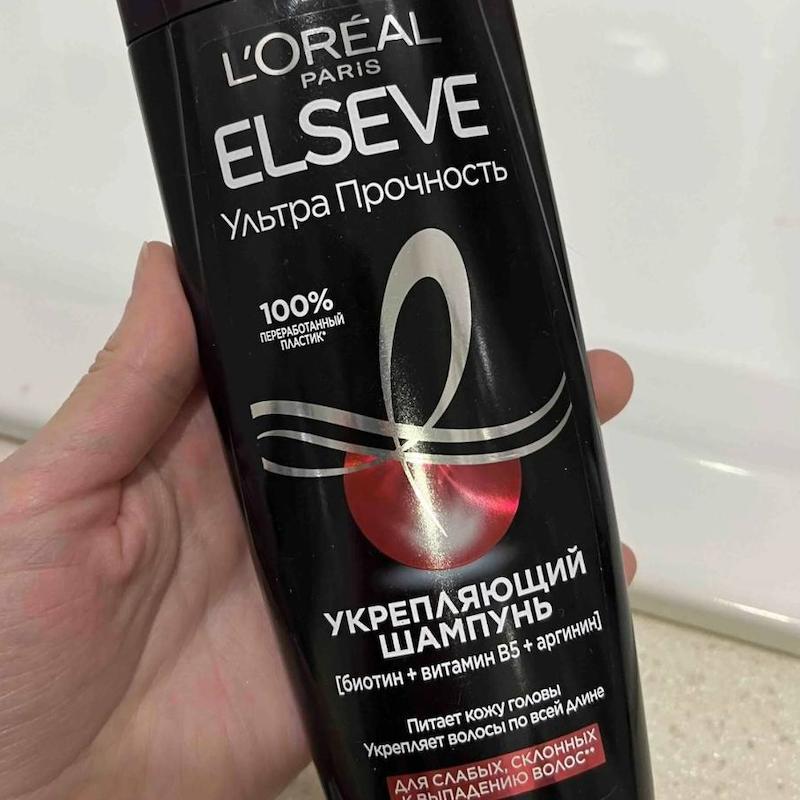 L'ORÉAL
PARIS
ELSEVE
Ультра Прочность
100%
ПЕРЕРАБОТАННЫЙ
ПЛАСТИК*
УКРЕПЛЯЮЩИЙ
ШАМПУНЬ
[биотин + витамин B5 + аргинин]
Питает кожу головы
Укрепляет волосы по всей длине
ДЛЯ СЛАБЫХ, СКЛОННЫХ
К ВЫПАДЕНИЮ ВОЛОС**